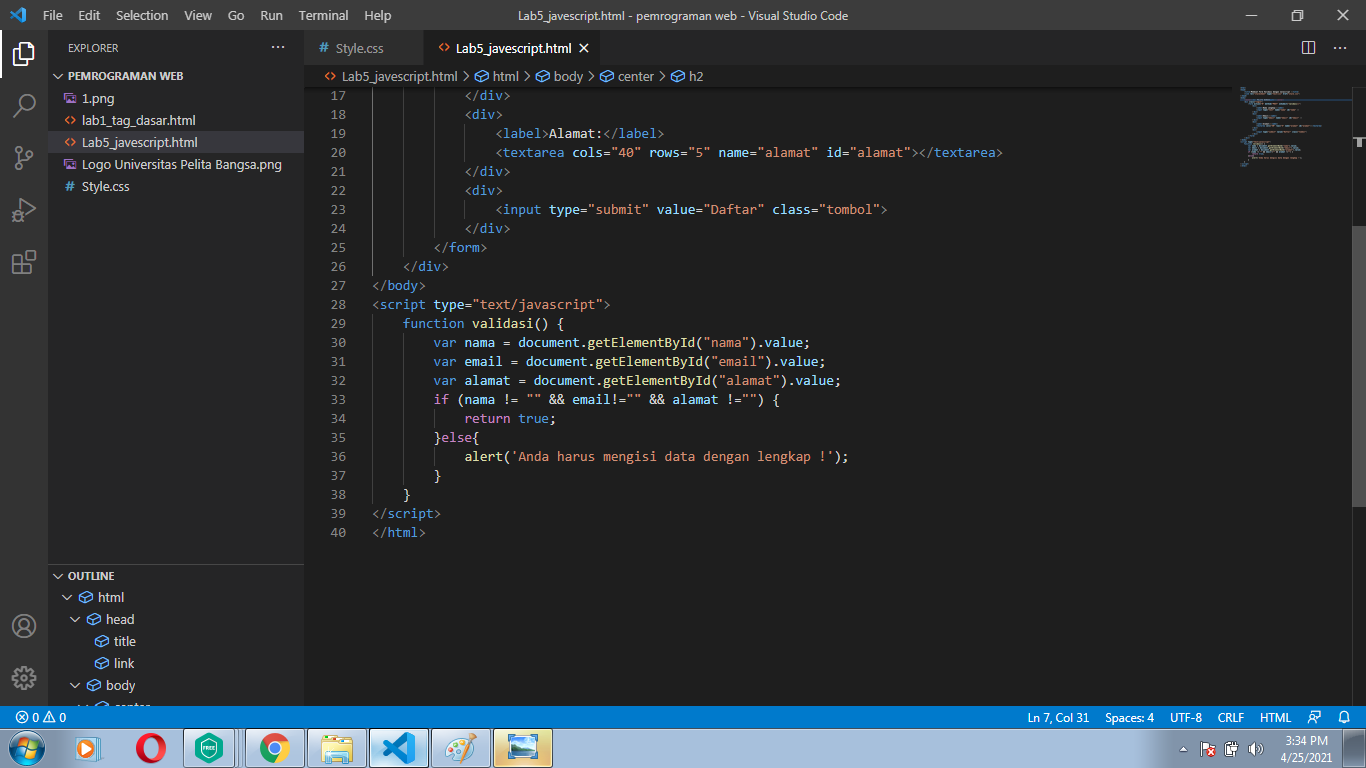 File Edit Selection View Go Run Terminal Help Lab5_javescript.html - pemrograman web - Visual Studio Code
EXPLORER
PEMROGRAMAN WEB
1.png
lab1_tag_dasar.html
Lab5_javescript.html
Logo Universitas Pelita Bangsa.png
# Style.css
OUTLINE
html
head
title
link
body
center
# Style.css Lab5_javescript.html
Lab5_javescript.html > html > body > center > h2
17 </div>
18 <div>
19 <label>Alamat:</label>
20 <textarea cols="40" rows="5" name="alamat" id="alamat"></textarea>
21 </div>
22 <div>
23 <input type="submit" value="Daftar" class="tombol">
24 </div>
25 </form>
26 </div>
27 </body>
28 <script type="text/javascript">
29 function validasi() {
30 var nama = document.getElementById("nama").value;
31 var email = document.getElementById("email").value;
32 var alamat = document.getElementById("alamat").value;
33 if (nama != "" && email!="" && alamat !="") {
34 return true;
35 }else{
36 alert('Anda harus mengisi data dengan lengkap !');
37 }
38 }
39 </script>
40 </html>
0 0 Ln 7, Col 31 Spaces: 4 UTF-8 CRLF HTML
FREE
3:34 PM
4/25/2021